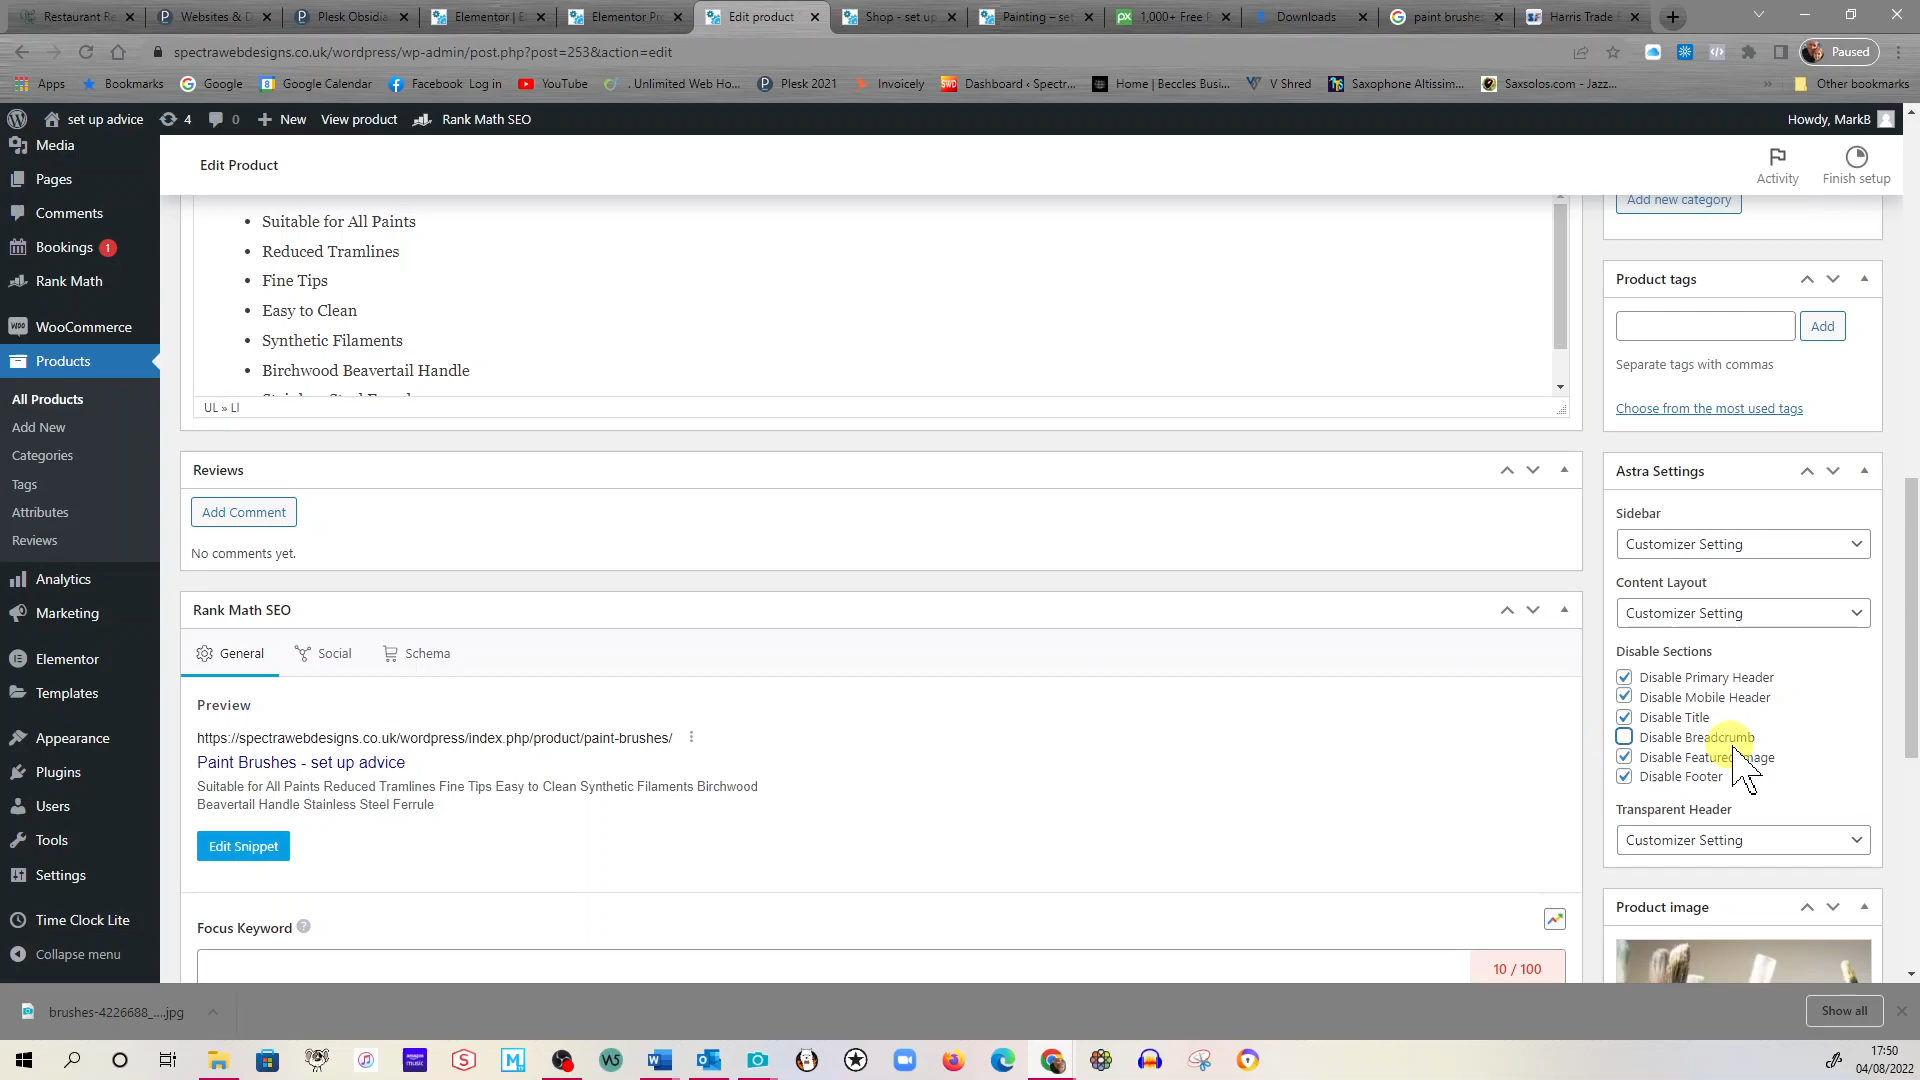 Restaurant Re
Websites & D
Plesk Obsidia
Elementor | E
Elementor Pr
Edit product
Shop - set up
Painting – set
1,000+ Free P
Downloads
paint brushe
Harris Trade
spectrawebdesigns.co.uk/wordpress/wp-admin/post.php?post=253&action=edit
Paused
Apps
Bookmarks
Google
Google Calendar
Facebook Log in
YouTube
. Unlimited Web Ho...
Plesk 2021
Invoicely
Dashboard ‹ Spectr...
Home | Beccles Busi...
V Shred
Saxophone Altissim...
Saxsolos.com - Jazz...
Other bookmarks
set up advice
4
0
New
View product
Rank Math SEO
Howdy, MarkB
Media
Pages
Comments
Bookings 1
Rank Math
WooCommerce
Products
All Products
Add New
Categories
Tags
Attributes
Reviews
Analytics
Marketing
Elementor
Templates
Appearance
Plugins
Users
Tools
Settings
Time Clock Lite
Collapse menu
Edit Product
Activity
Finish setup
• Suitable for All Paints
• Reduced Tramlines
• Fine Tips
• Easy to Clean
• Synthetic Filaments
• Birchwood Beavertail Handle
• Stainless Steel Ferrule
UL » LI
Reviews
Add Comment
No comments yet.
Rank Math SEO
General
Social
Schema
Preview
https://spectrawebdesigns.co.uk/wordpress/index.php/product/paint-brushes/
Paint Brushes - set up advice
Suitable for All Paints Reduced Tramlines Fine Tips Easy to Clean Synthetic Filaments Birchwood
Beavertail Handle Stainless Steel Ferrule
Edit Snippet
Focus Keyword
10 / 100
Add new category
Product tags
Add
Separate tags with commas
Choose from the most used tags
Astra Settings
Sidebar
Customizer Setting
Content Layout
Customizer Setting
Disable Sections
Disable Primary Header
Disable Mobile Header
Disable Title
Disable Breadcrumb
Disable Featured Image
Disable Footer
Transparent Header
Customizer Setting
Product image
brushes-4226688_....jpg
Show all
17:50
04/08/2022